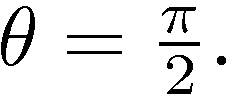 θ = π/2.